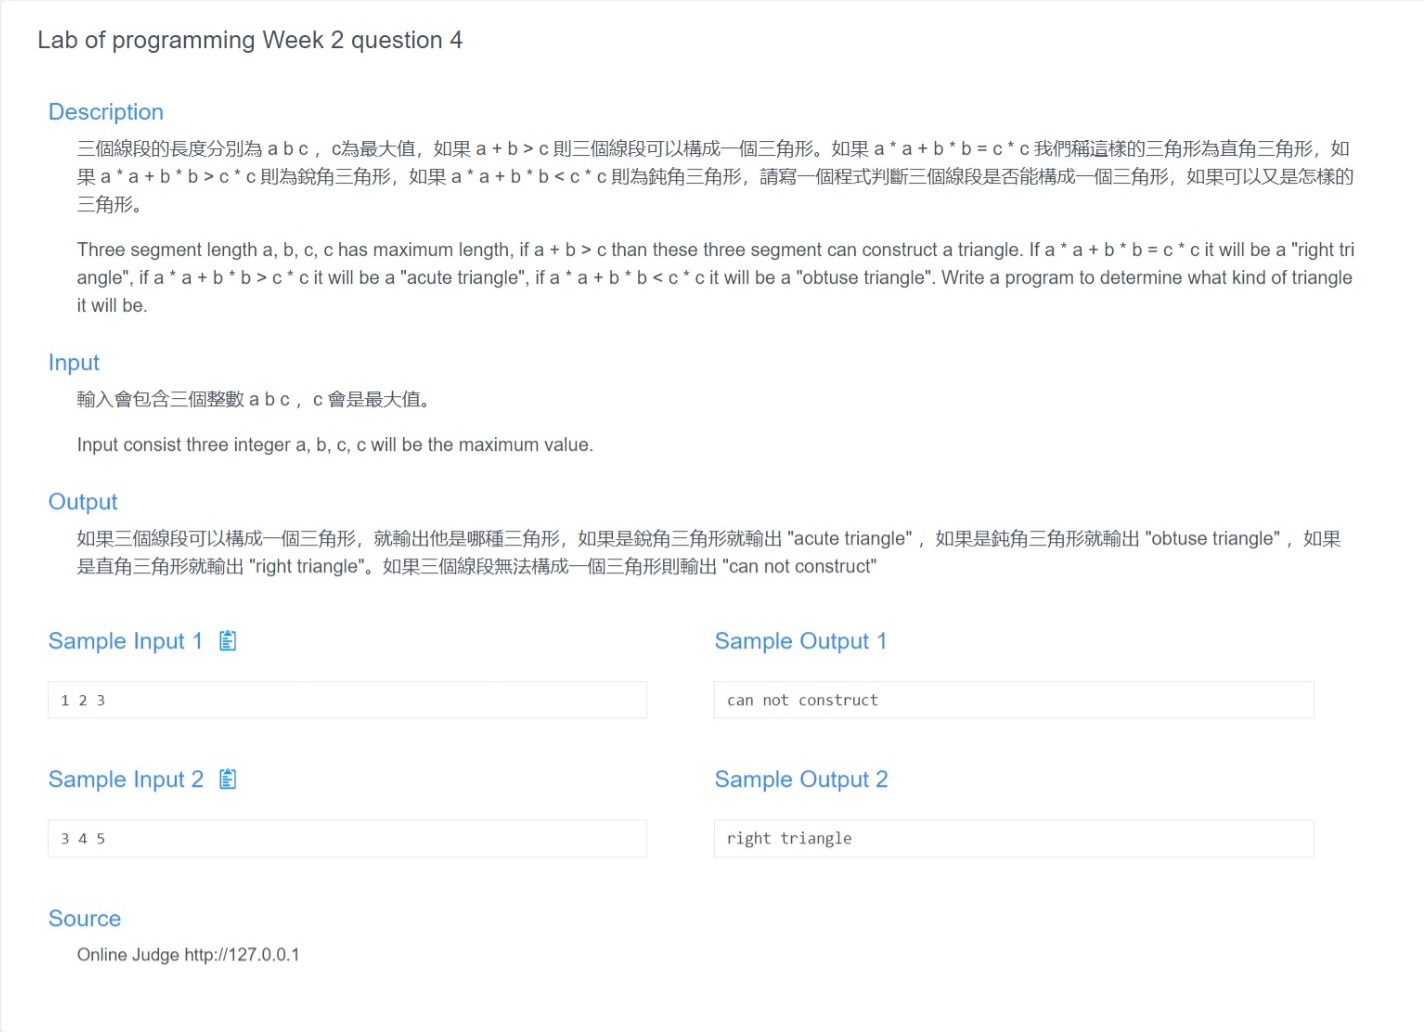 Lab of programming Week 2 question 4
Description
三個線段的長度分別為 a b c ，c為最大值，如果 a + b > c 則三個線段可以構成一個三角形。如果 a * a + b * b = c * c 我們稱這樣的三角形為直角三角形，如
果 a * a + b * b > c * c 則為銳角三角形，如果 a * a + b * b < c * c 則為鈍角三角形，請寫一個程式判斷三個線段是否能構成一個三角形，如果可以又是怎樣的
三角形。
Three segment length a, b, c, c has maximum length, if a + b > c than these three segment can construct a triangle. If a * a + b * b = c * c it will be a "right tri
angle", if a * a + b * b > c * c it will be a "acute triangle", if a * a + b * b < c * c it will be a "obtuse triangle". Write a program to determine what kind of triangle
it will be.
Input
輸入會包含三個整數 a b c ，c 會是最大值。
Input consist three integer a, b, c, c will be the maximum value.
Output
如果三個線段可以構成一個三角形，就輸出他是哪種三角形，如果是銳角三角形就輸出 "acute triangle" ，如果是鈍角三角形就輸出 "obtuse triangle" ，如果
是直角三角形就輸出 "right triangle"。如果三個線段無法構成一個三角形則輸出 "can not construct"
Sample Input 1
Sample Output 1
1 2 3
can not construct
Sample Input 2
Sample Output 2
3 4 5
right triangle
Source
Online Judge http://127.0.0.1